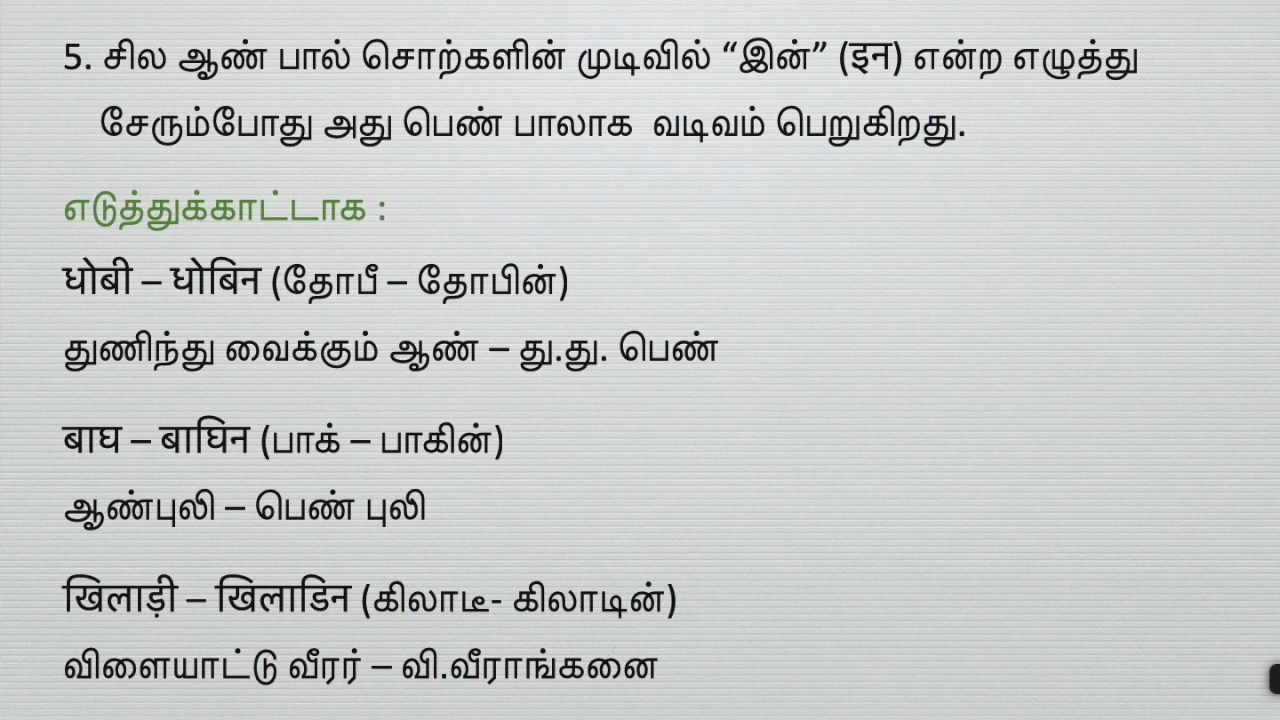 5. சில ஆண் பால் சொற்களின் முடிவில் “இன்” (इन) என்ற எழுத்து
சேரும்போது அது பெண் பாலாக வடிவம் பெறுகிறது.
எடுத்துக்காட்டாக :
धोबी – धोबिन (தோபீ – தோபின்)
துணிந்து வைக்கும் ஆண் – து.து. பெண்
बाघ – बाघिन (பாக் – பாகின்)
ஆண்புலி – பெண் புலி
खिलाड़ी – खिलाडिन (கிலாடீ- கிலாடின்)
விளையாட்டு வீரர் – வி.வீராங்கனை